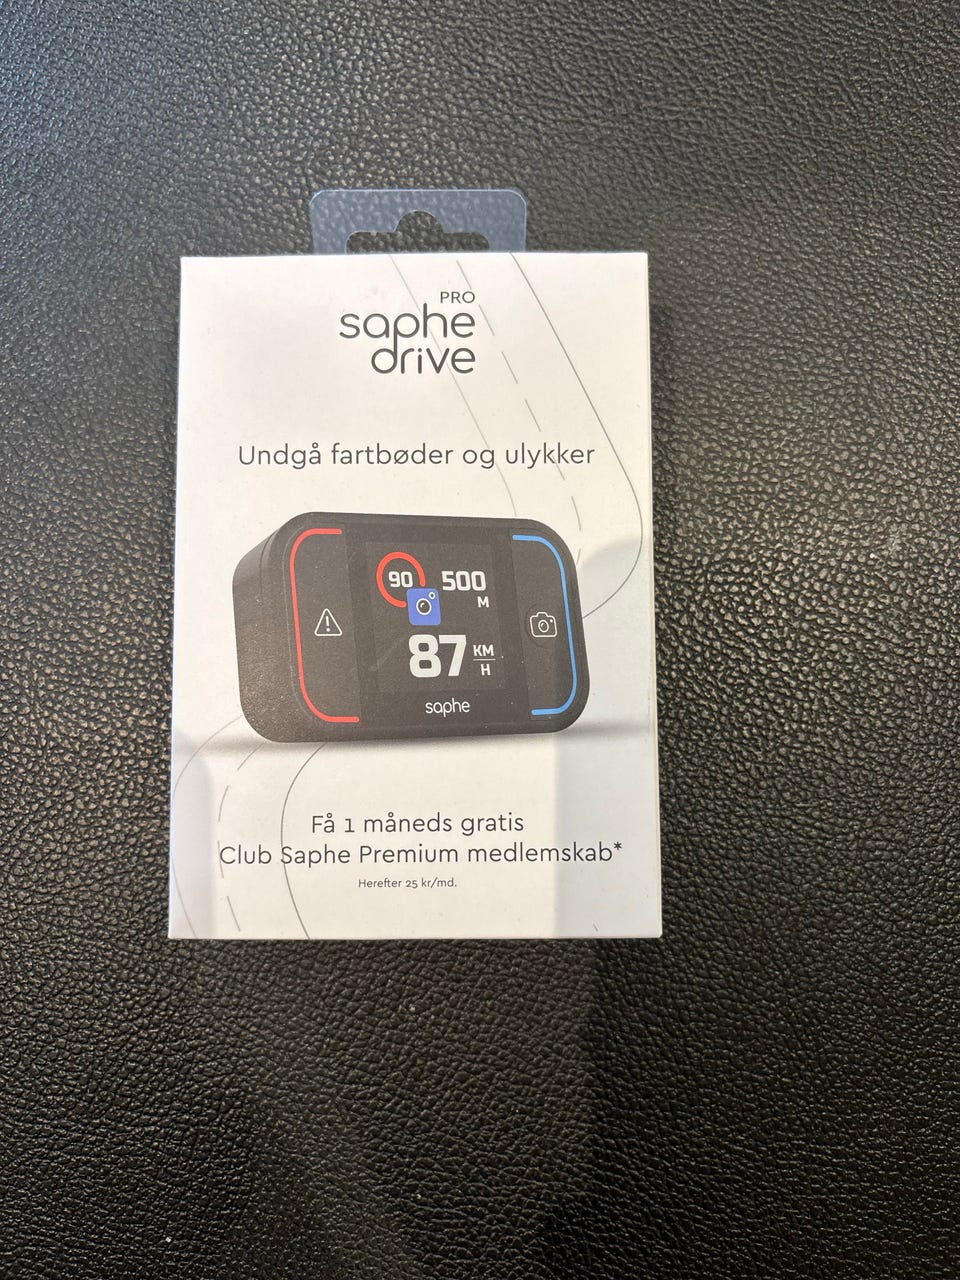 PRO
saphe
drive
Undgå fartbøder og ulykker
90
500
M
87
KM
H
saphe
Få 1 måneds gratis
Club Saphe Premium medlemskab*
Herefter 25 kr/md.